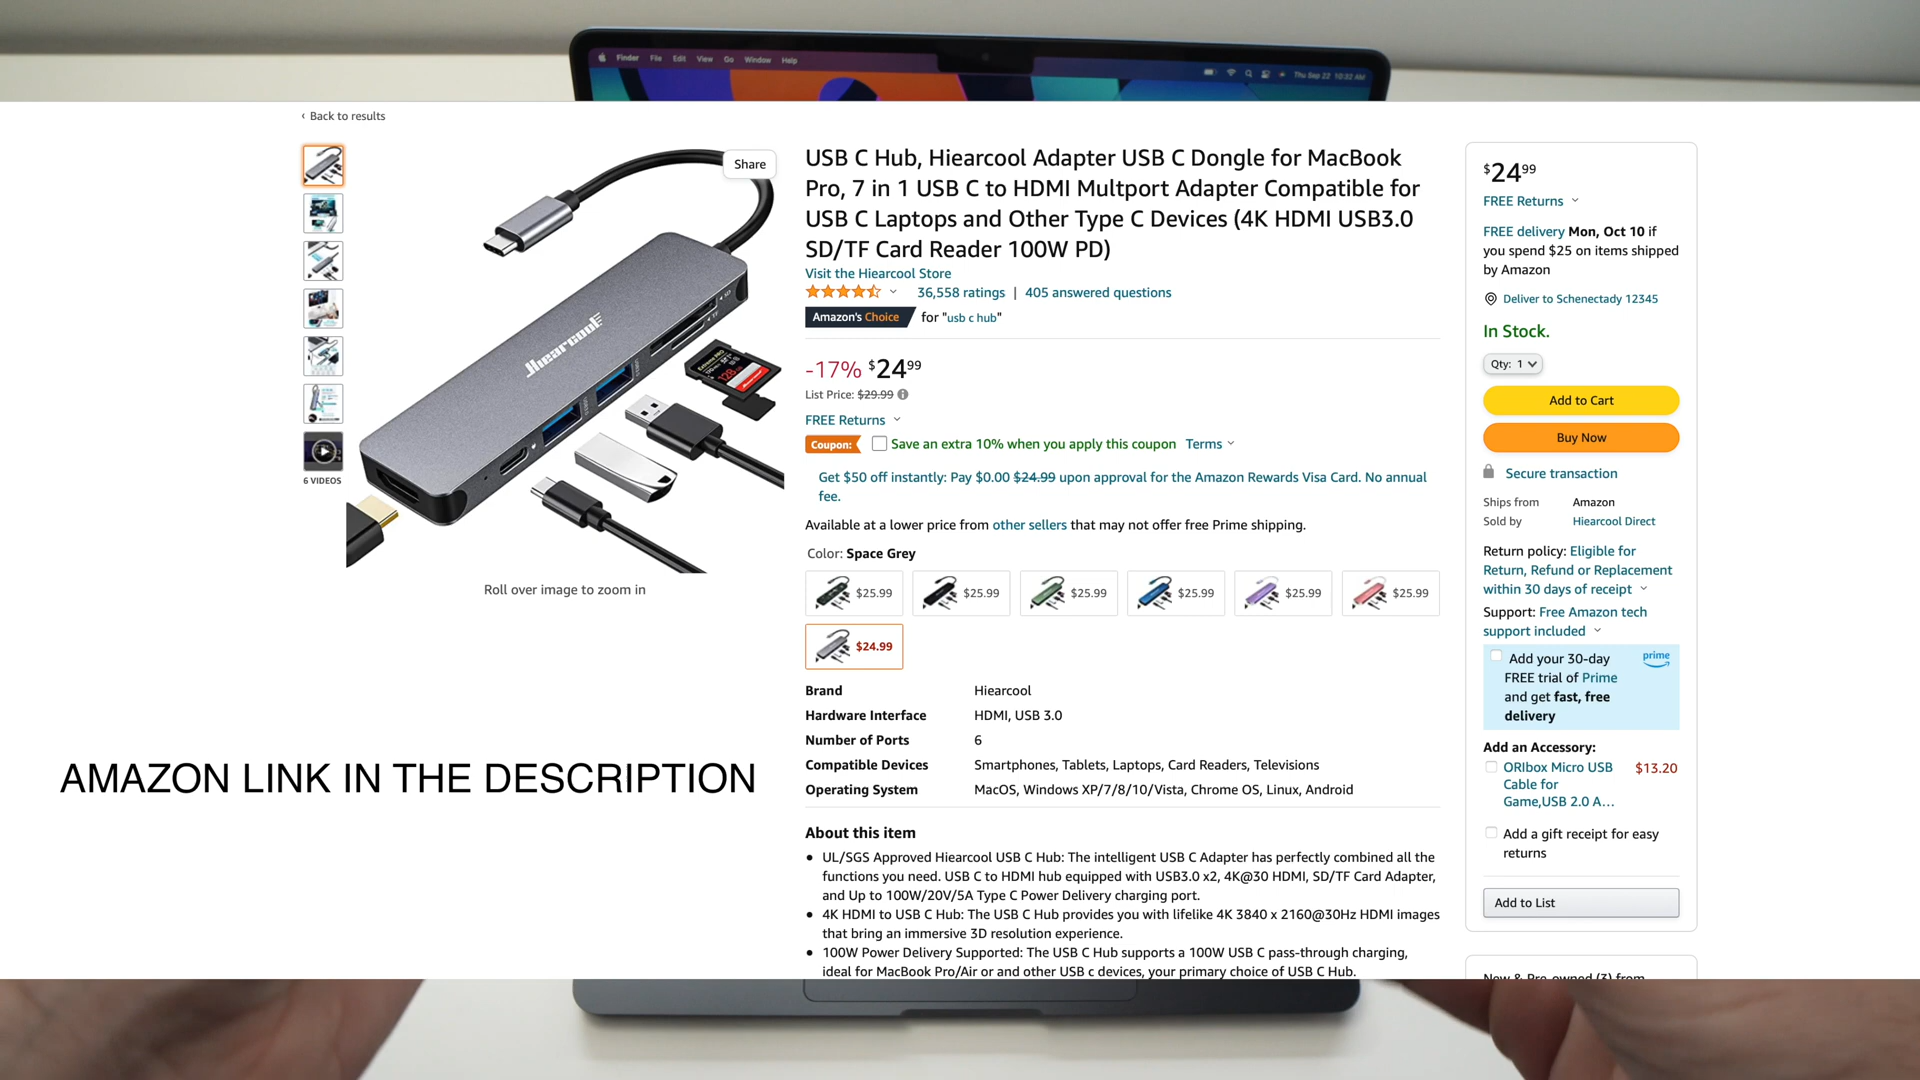 Finder File Edit View Go Window Help
Thu Sep 22 10:32 AM
‹ Back to results
Share
Hiearcool
6 VIDEOS
Roll over image to zoom in
AMAZON LINK IN THE DESCRIPTION
USB C Hub, Hiearcool Adapter USB C Dongle for MacBook
Pro, 7 in 1 USB C to HDMI Multport Adapter Compatible for
USB C Laptops and Other Type C Devices (4K HDMI USB3.0
SD/TF Card Reader 100W PD)
Visit the Hiearcool Store
36,558 ratings | 405 answered questions
Amazon's Choice for "usb c hub"
-17% $24 99
List Price: $29.99
FREE Returns
Coupon: Save an extra 10% when you apply this coupon Terms
Get $50 off instantly: Pay $0.00 $24.99 upon approval for the Amazon Rewards Visa Card. No annual
fee.
Available at a lower price from other sellers that may not offer free Prime shipping.
Color: Space Grey
$25.99 $25.99 $25.99 $25.99 $25.99 $25.99
$24.99
Brand Hiearcool
Hardware Interface HDMI, USB 3.0
Number of Ports 6
Compatible Devices Smartphones, Tablets, Laptops, Card Readers, Televisions
Operating System MacOS, Windows XP/7/8/10/Vista, Chrome OS, Linux, Android
About this item
• UL/SGS Approved Hiearcool USB C Hub: The intelligent USB C Adapter has perfectly combined all the
functions you need. USB C to HDMI hub equipped with USB3.0 x2, 4K@30 HDMI, SD/TF Card Adapter,
and Up to 100W/20V/5A Type C Power Delivery charging port.
• 4K HDMI to USB C Hub: The USB C Hub provides you with lifelike 4K 3840 x 2160@30Hz HDMI images
that bring an immersive 3D resolution experience.
• 100W Power Delivery Supported: The USB C Hub supports a 100W USB C pass-through charging,
ideal for MacBook Pro/Air or and other USB c devices, your primary choice of USB C Hub.
$24 99
FREE Returns
FREE delivery Mon, Oct 10 if
you spend $25 on items shipped
by Amazon
Deliver to Schenectady 12345
In Stock.
Qty: 1
Add to Cart
Buy Now
Secure transaction
Ships from Amazon
Sold by Hiearcool Direct
Return policy: Eligible for
Return, Refund or Replacement
within 30 days of receipt
Support: Free Amazon tech
support included
Add your 30-day prime
FREE trial of Prime
and get fast, free
delivery
Add an Accessory:
ORIbox Micro USB $13.20
Cable for
Game,USB 2.0 A...
Add a gift receipt for easy
returns
Add to List
New & Pre-owned (3) from